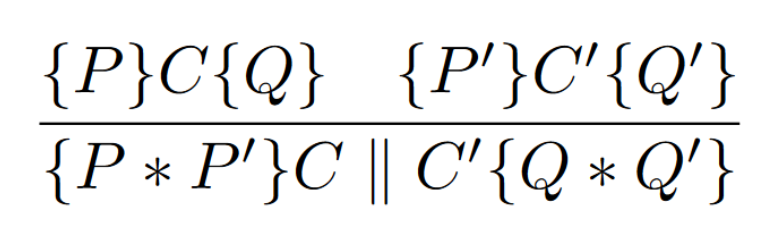 {P}C{Q} {P′}C′{Q′}
{P ∗ P′}C ∥ C′{Q ∗ Q′}